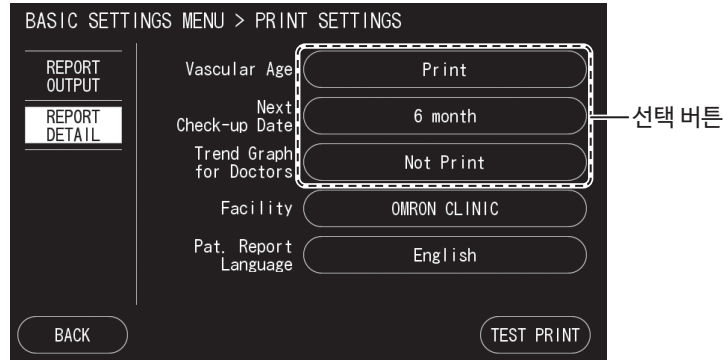 BASIC SETTINGS MENU > PRINT SETTINGS
REPORT
OUTPUT
REPORT
DETAIL
Vascular Age
Print
Next
Check-up Date
6 month
선택 버튼
Trend Graph
for Doctors
Not Print
Facility
OMRON CLINIC
Pat. Report
Language
English
BACK
TEST PRINT